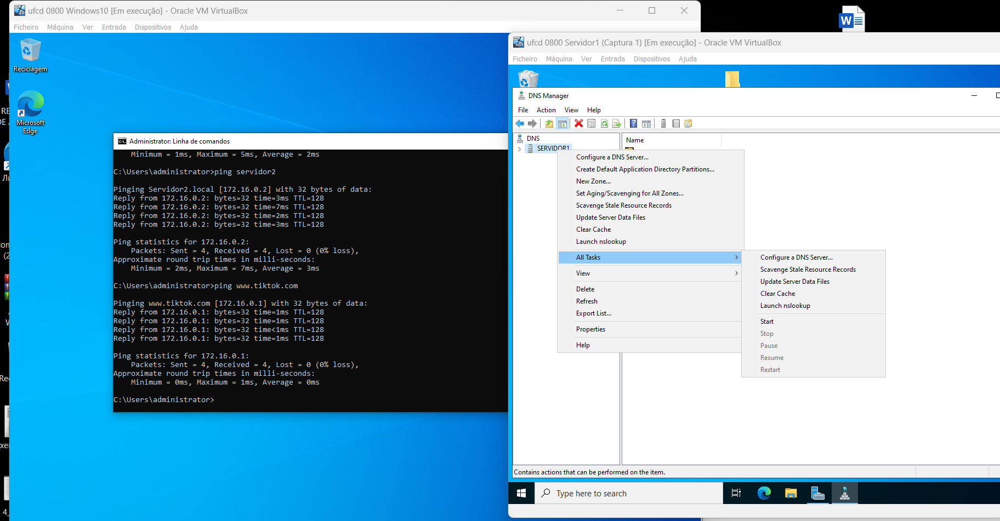 ufcd 0800 Windows10 [Em execução] - Oracle VM VirtualBox
Ficheiro Máquina Ver Entrada Dispositivos Ajuda
Reciclagem
Microsoft
Edge
Administrator: Linha de comandos
Minimum = 1ms, Maximum = 5ms, Average = 2ms
C:\Users\administrator>ping servidor2
Pinging Servidor2.local [172.16.0.2] with 32 bytes of data:
Reply from 172.16.0.2: bytes=32 time=3ms TTL=128
Reply from 172.16.0.2: bytes=32 time=7ms TTL=128
Reply from 172.16.0.2: bytes=32 time=2ms TTL=128
Reply from 172.16.0.2: bytes=32 time=3ms TTL=128
Ping statistics for 172.16.0.2:
Packets: Sent = 4, Received = 4, Lost = 0 (0% loss),
Approximate round trip times in milli-seconds:
Minimum = 2ms, Maximum = 7ms, Average = 3ms
C:\Users\administrator>ping www.tiktok.com
Pinging www.tiktok.com [172.16.0.1] with 32 bytes of data:
Reply from 172.16.0.1: bytes=32 time=1ms TTL=128
Reply from 172.16.0.1: bytes=32 time=1ms TTL=128
Reply from 172.16.0.1: bytes=32 time<1ms TTL=128
Reply from 172.16.0.1: bytes=32 time=1ms TTL=128
Ping statistics for 172.16.0.1:
Packets: Sent = 4, Received = 4, Lost = 0 (0% loss),
Approximate round trip times in milli-seconds:
Minimum = 0ms, Maximum = 1ms, Average = 0ms
C:\Users\administrator>
ufcd 0800 Servidor1 (Captura 1) [Em execução] - Oracle VM VirtualBox
Ficheiro Máquina Ver Entrada Dispositivos Ajuda
DNS Manager
File Action View Help
DNS
SERVIDOR1
Name
Configure a DNS Server...
Create Default Application Directory Partitions...
New Zone...
Set Aging/Scavenging for All Zones...
Scavenge Stale Resource Records
Update Server Data Files
Clear Cache
Launch nslookup
All Tasks
View
Delete
Refresh
Export List...
Properties
Help
Configure a DNS Server...
Scavenge Stale Resource Records
Update Server Data Files
Clear Cache
Launch nslookup
Start
Stop
Pause
Resume
Restart
Contains actions that can be performed on the item.
Type here to search